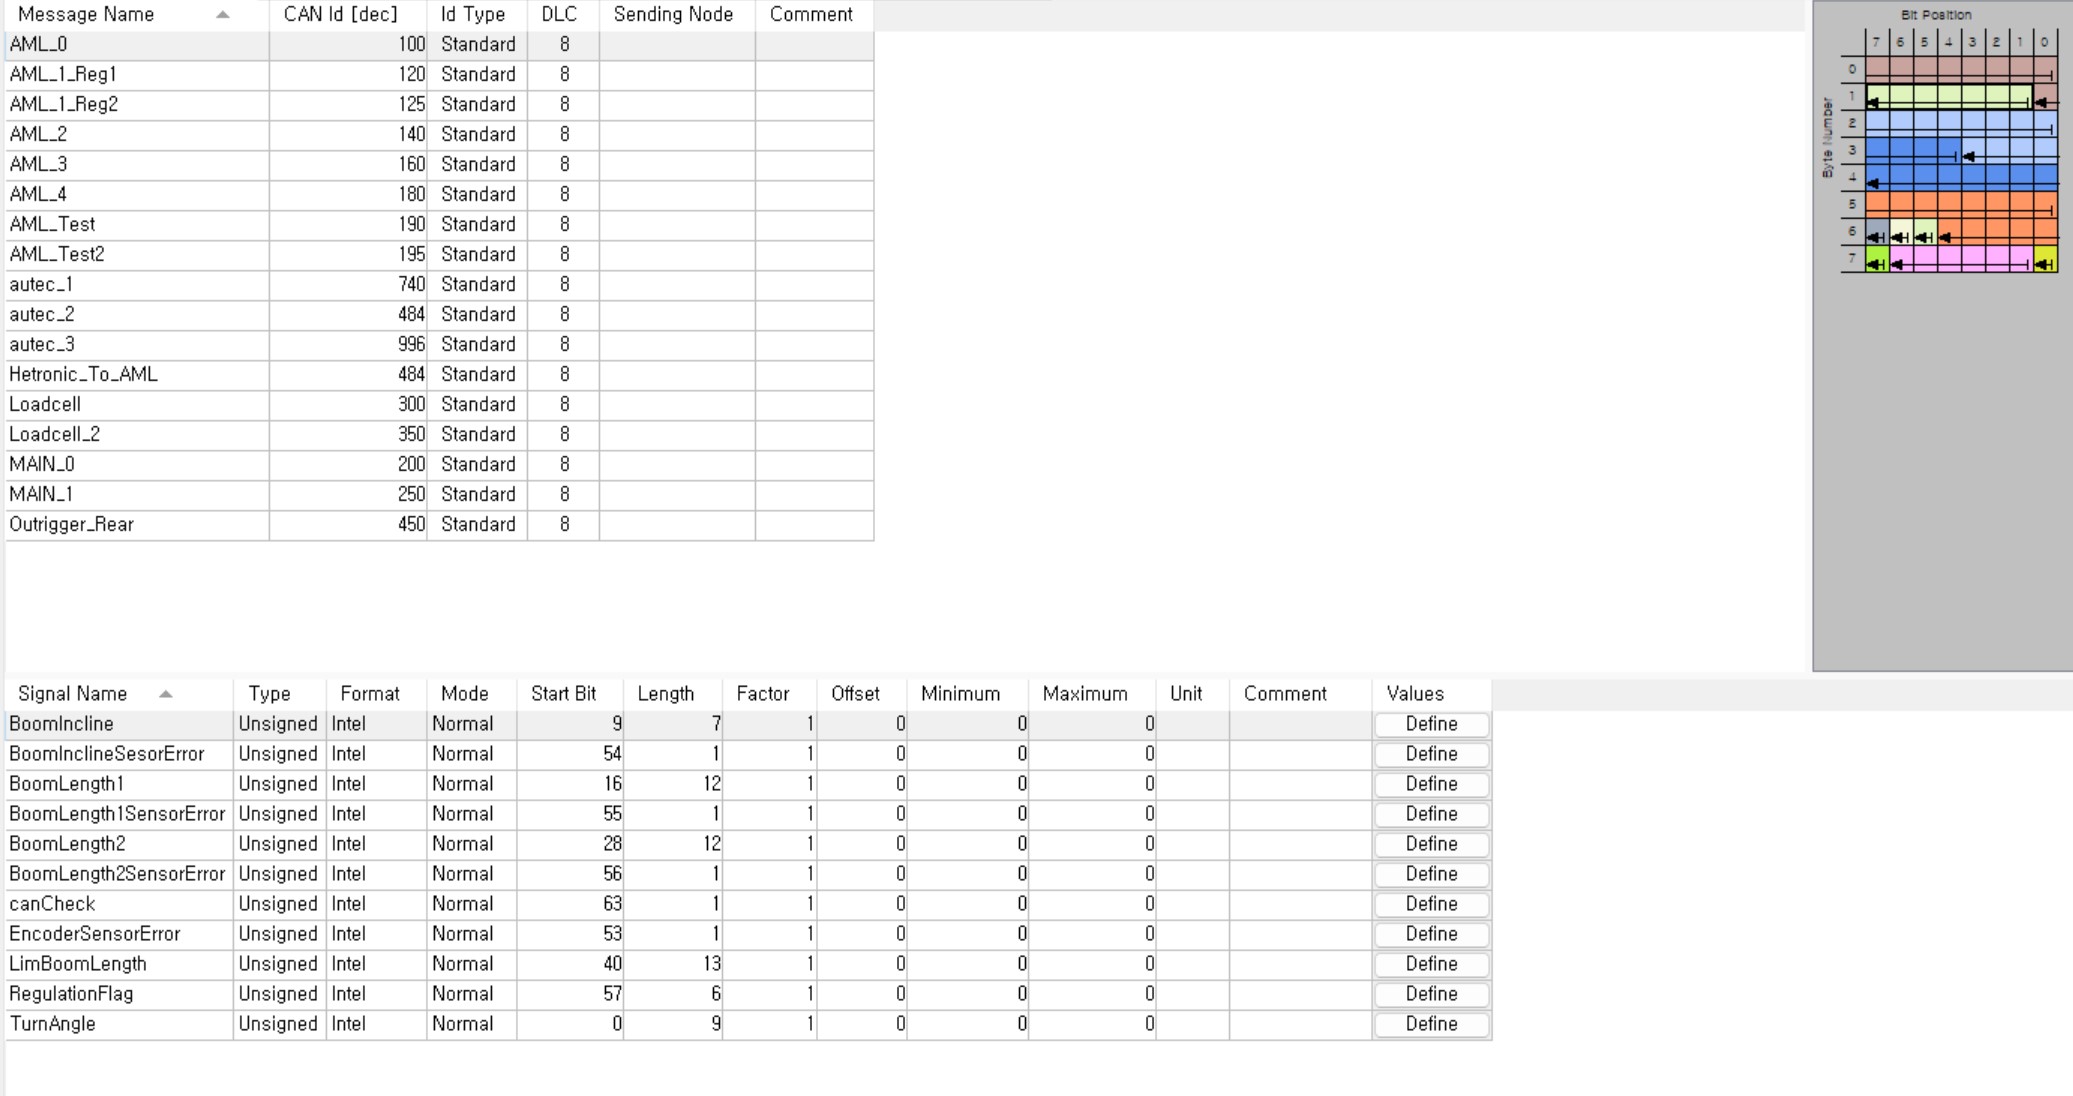 Message Name CAN Id [dec] Id Type DLC Sending Node Comment
AML_0 100 Standard 8
AML_1_Reg1 120 Standard 8
AML_1_Reg2 125 Standard 8
AML_2 140 Standard 8
AML_3 160 Standard 8
AML_4 180 Standard 8
AML_Test 190 Standard 8
AML_Test2 195 Standard 8
autec_1 740 Standard 8
autec_2 484 Standard 8
autec_3 996 Standard 8
Hetronic_To_AML 484 Standard 8
Loadcell 300 Standard 8
Loadcell_2 350 Standard 8
MAIN_0 200 Standard 8
MAIN_1 250 Standard 8
Outrigger_Rear 450 Standard 8
Bit Position
7 6 5 4 3 2 1 0
Byte Number
0
1
2
3
4
5
6
7
Signal Name Type Format Mode Start Bit Length Factor Offset Minimum Maximum Unit Comment Values
BoomIncline Unsigned Intel Normal 9 7 1 0 0 0 Define
BoomInclineSesorError Unsigned Intel Normal 54 1 1 0 0 0 Define
BoomLength1 Unsigned Intel Normal 16 12 1 0 0 0 Define
BoomLength1SensorError Unsigned Intel Normal 55 1 1 0 0 0 Define
BoomLength2 Unsigned Intel Normal 28 12 1 0 0 0 Define
BoomLength2SensorError Unsigned Intel Normal 56 1 1 0 0 0 Define
canCheck Unsigned Intel Normal 63 1 1 0 0 0 Define
EncoderSensorError Unsigned Intel Normal 53 1 1 0 0 0 Define
LimBoomLength Unsigned Intel Normal 40 13 1 0 0 0 Define
RegulationFlag Unsigned Intel Normal 57 6 1 0 0 0 Define
TurnAngle Unsigned Intel Normal 0 9 1 0 0 0 Define